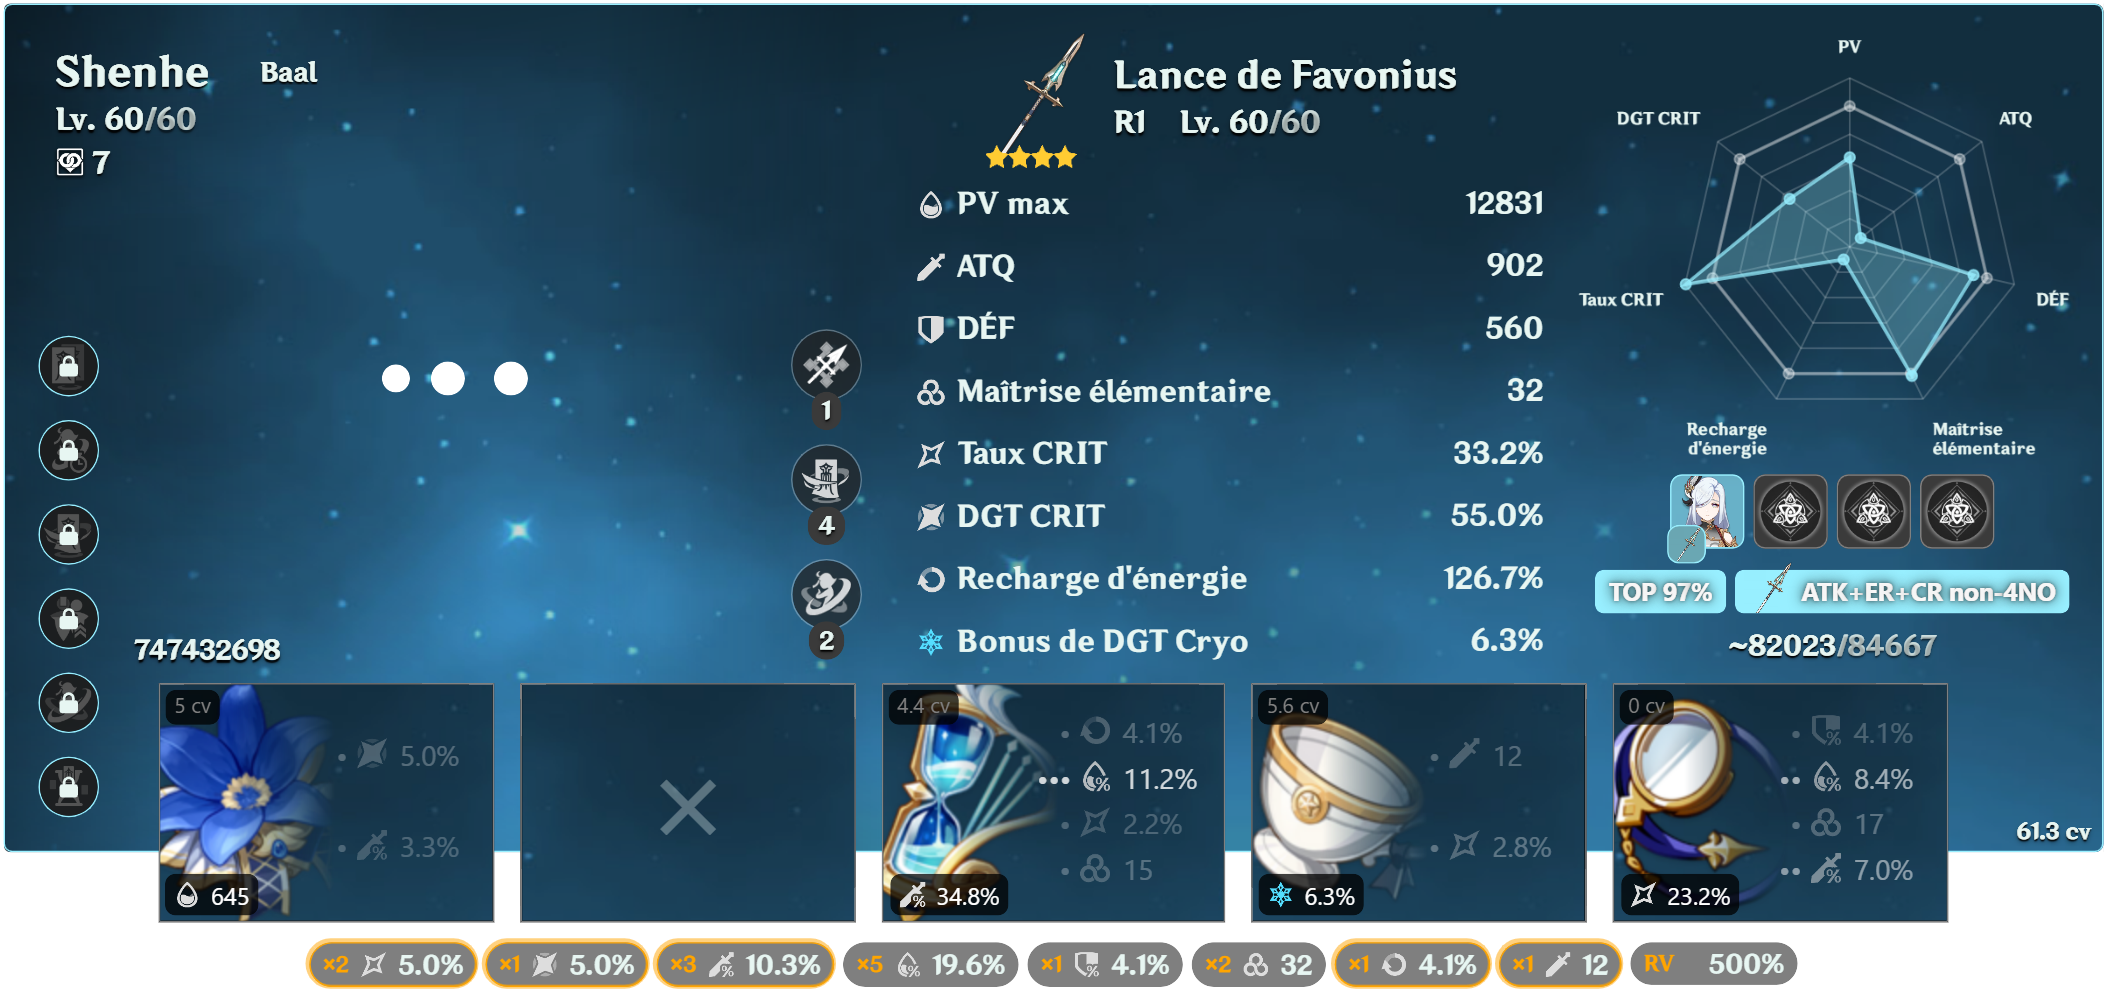 Shenhe
Baal
Lv. 60/60
7
747432698
1
4
2
Lance de Favonius
R1 Lv. 60/60
PV max 12831
ATQ 902
DÉF 560
Maîtrise élémentaire 32
Taux CRIT 33.2%
DGT CRIT 55.0%
Recharge d'énergie 126.7%
Bonus de DGT Cryo 6.3%
PV
DGT CRIT
ATQ
Taux CRIT
DÉF
Recharge
d'énergie
Maîtrise
élémentaire
TOP 97%
ATK+ER+CR non-4NO
~82023/84667
61.3 cv
5 cv
5.0%
3.3%
645
4.4 cv
4.1%
11.2%
2.2%
15
34.8%
5.6 cv
12
2.8%
6.3%
0 cv
4.1%
8.4%
17
7.0%
23.2%
×2 5.0%
×1 5.0%
×3 10.3%
×5 19.6%
×1 4.1%
×2 32
×1 4.1%
×1 12
RV 500%